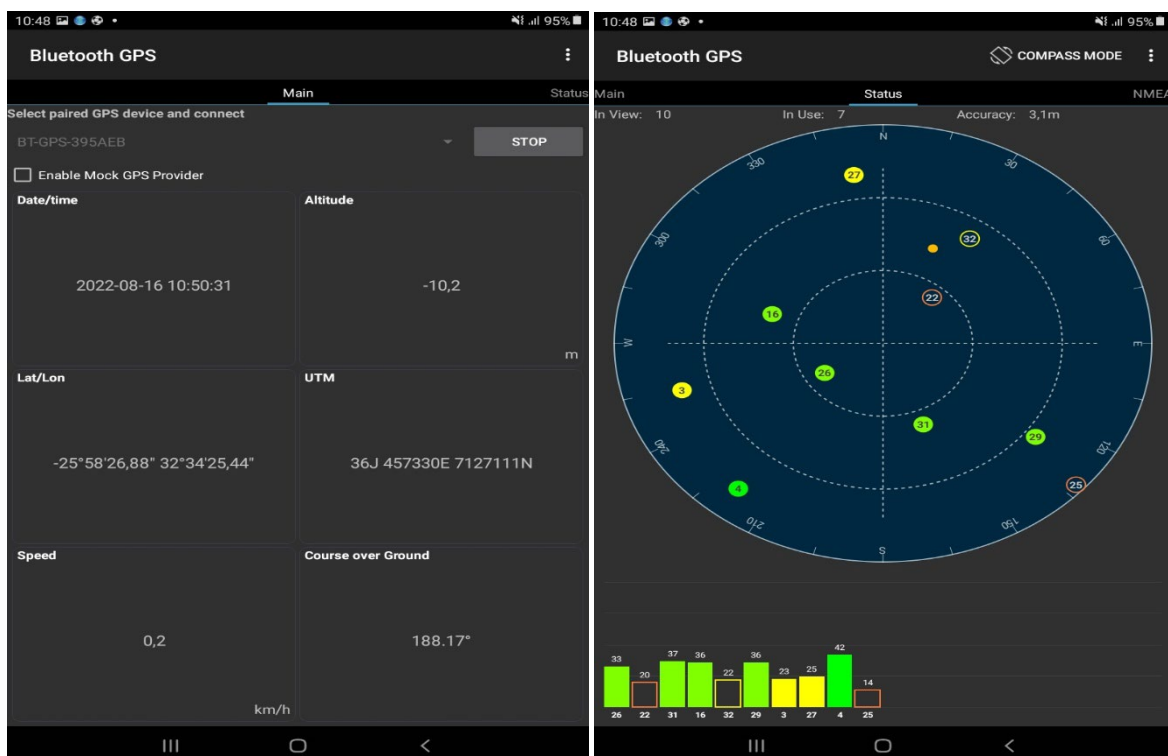 10:48
95%
Bluetooth GPS
Main
Status
Select paired GPS device and connect
BT-GPS-395AEB
STOP
Enable Mock GPS Provider
Date/time
Altitude
2022-08-16 10:50:31
-10,2
m
Lat/Lon
UTM
-25°58'26,88" 32°34'25,44"
36J 457330E 7127111N
Speed
Course over Ground
0,2
188.17°
km/h
10:48
95%
Bluetooth GPS
COMPASS MODE
Main
Status
NMEA
In View: 10
In Use: 7
Accuracy: 3,1m
N
330
30
27
300
32
60
22
16
W
E
26
3
31
29
240
120
4
25
210
150
S
33 20 37 36 22 36 23 25 42 14
26 22 31 16 32 29 3 27 4 25